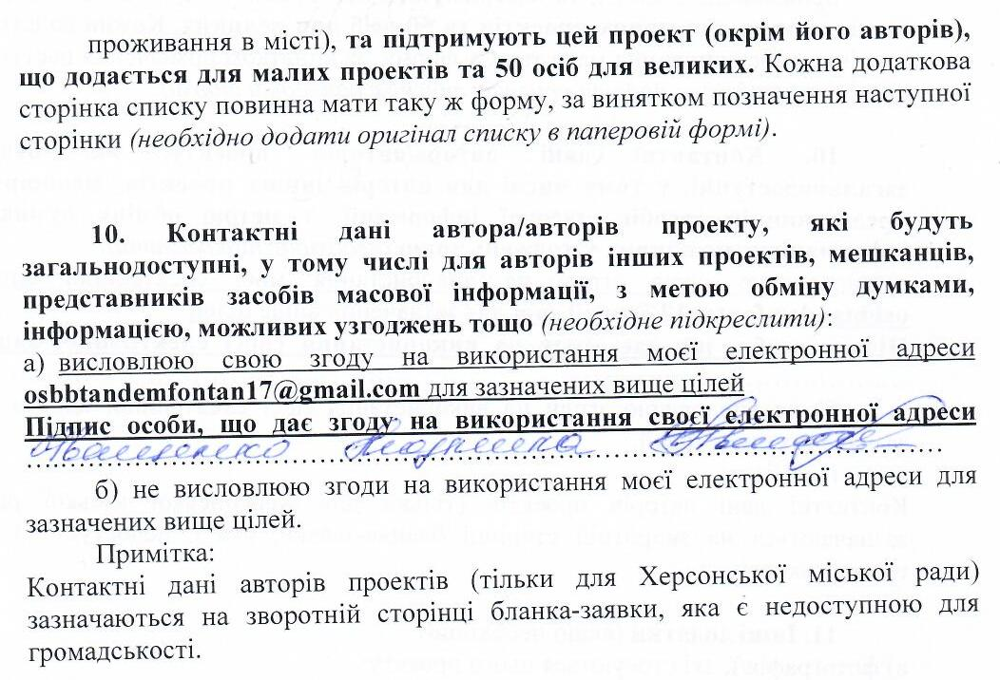 проживання в місті), та підтримують цей проект (окрім його авторів),
що додається для малих проектів та 50 осіб для великих. Кожна додаткова
сторінка списку повинна мати таку ж форму, за винятком позначення наступної
сторінки (необхідно додати оригінал списку в паперовій формі).
10. Контактні дані автора/авторів проекту, які будуть
загальнодоступні, у тому числі для авторів інших проектів, мешканців,
представників засобів масової інформації, з метою обміну думками,
інформацією, можливих узгоджень тощо (необхідне підкреслити):
а) висловлюю свою згоду на використання моєї електронної адреси
osbbtandemfontan17@gmail.com для зазначених вище цілей
Підпис особи, що дає згоду на використання своєї електронної адреси
б) не висловлюю згоди на використання моєї електронної адреси для
зазначених вище цілей.
Примітка:
Контактні дані авторів проектів (тільки для Херсонської міської ради)
зазначаються на зворотній сторінці бланка-заявки, яка є недоступною для
громадськості.